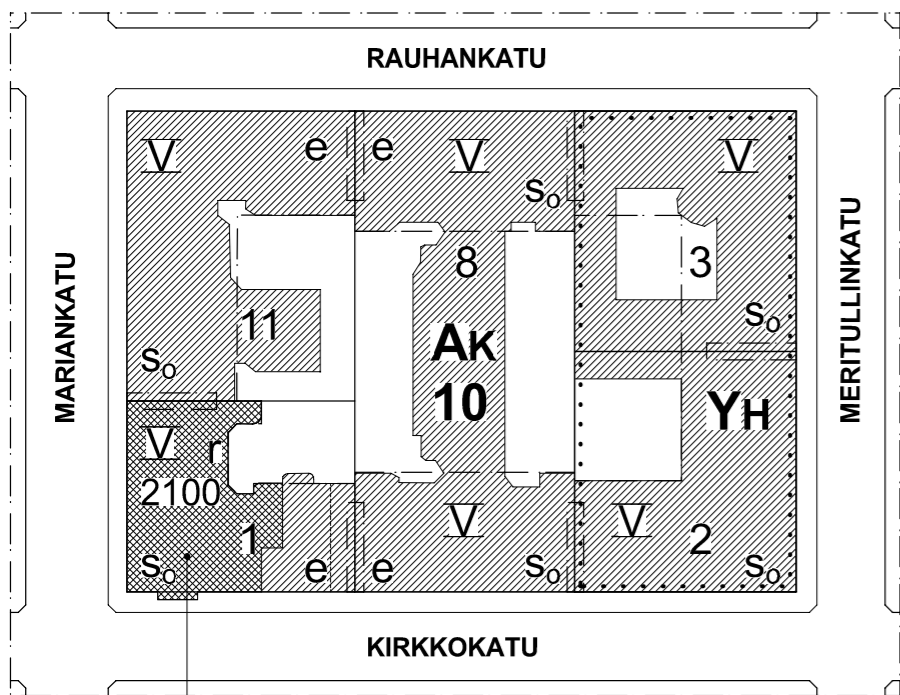 RAUHANKATU
V e e V V
so so
MARIANKATU
8 3
MERITULLINKATU
11 AK so
so 10 YH
V r
2100
1 V V 2
so e e so so
KIRKKOKATU